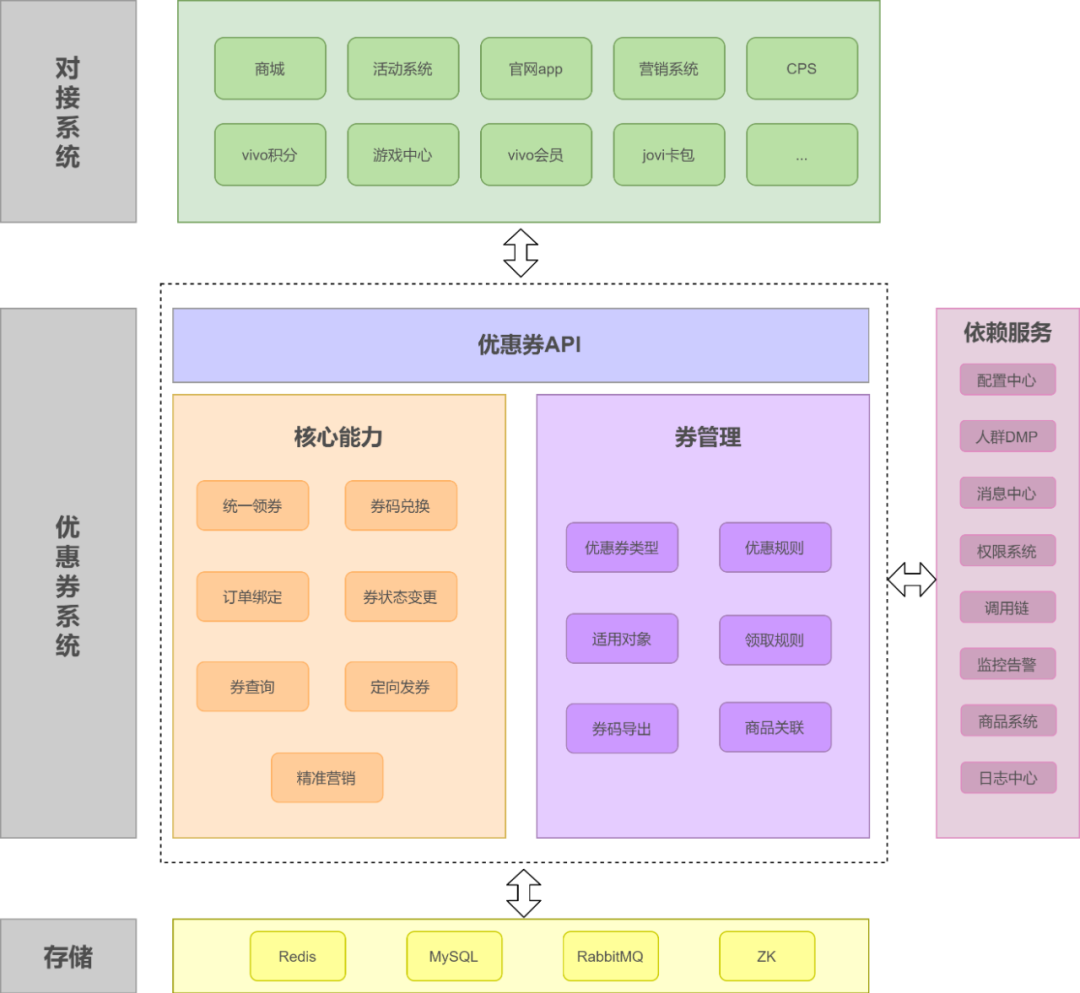 对接系统
商城
活动系统
官网app
营销系统
CPS
vivo积分
游戏中心
vivo会员
jovi卡包
...
优惠券系统
优惠券API
核心能力
统一领券
券码兑换
订单绑定
券状态变更
券查询
定向发券
精准营销
券管理
优惠券类型
优惠规则
适用对象
领取规则
券码导出
商品关联
依赖服务
配置中心
人群DMP
消息中心
权限系统
调用链
监控告警
商品系统
日志中心
存储
Redis
MySQL
RabbitMQ
ZK